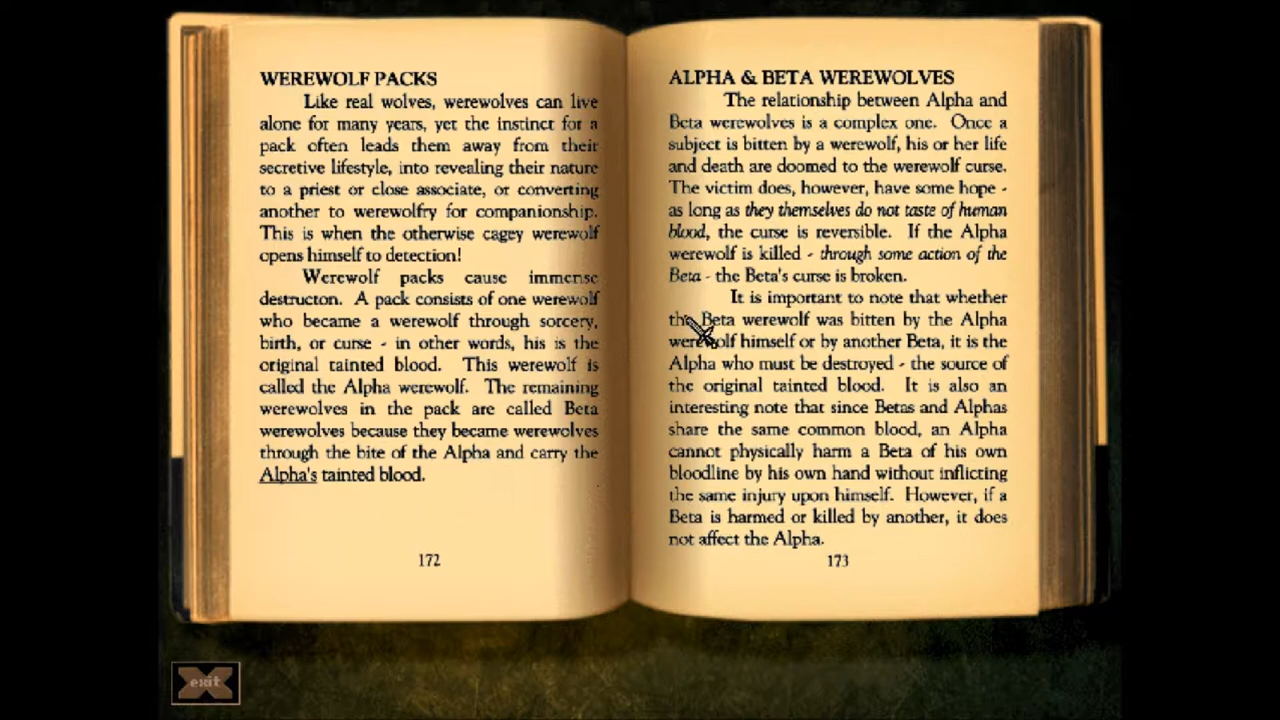 WEREWOLF PACKS
Like real wolves, werewolves can live
alone for many years, yet the instinct for a
pack often leads them away from their
secretive lifestyle, into revealing their nature
to a priest or close associate, or converting
another to werewolfry for companionship.
This is when the otherwise cagey werewolf
opens himself to detection!
Werewolf packs cause immense
destructon. A pack consists of one werewolf
who became a werewolf through sorcery,
birth, or curse - in other words, his is the
original tainted blood. This werewolf is
called the Alpha werewolf. The remaining
werewolves in the pack are called Beta
werewolves because they became werewolves
through the bite of the Alpha and carry the
Alpha's tainted blood.
172
ALPHA & BETA WEREWOLVES
The relationship between Alpha and
Beta werewolves is a complex one. Once a
subject is bitten by a werewolf, his or her life
and death are doomed to the werewolf curse.
The victim does, however, have some hope -
as long as they themselves do not taste of human
blood, the curse is reversible. If the Alpha
werewolf is killed - through some action of the
Beta - the Beta's curse is broken.
It is important to note that whether
the Beta werewolf was bitten by the Alpha
werewolf himself or by another Beta, it is the
Alpha who must be destroyed - the source of
the original tainted blood. It is also an
interesting note that since Betas and Alphas
share the same common blood, an Alpha
cannot physically harm a Beta of his own
bloodline by his own hand without inflicting
the same injury upon himself. However, if a
Beta is harmed or killed by another, it does
not affect the Alpha.
173
exit